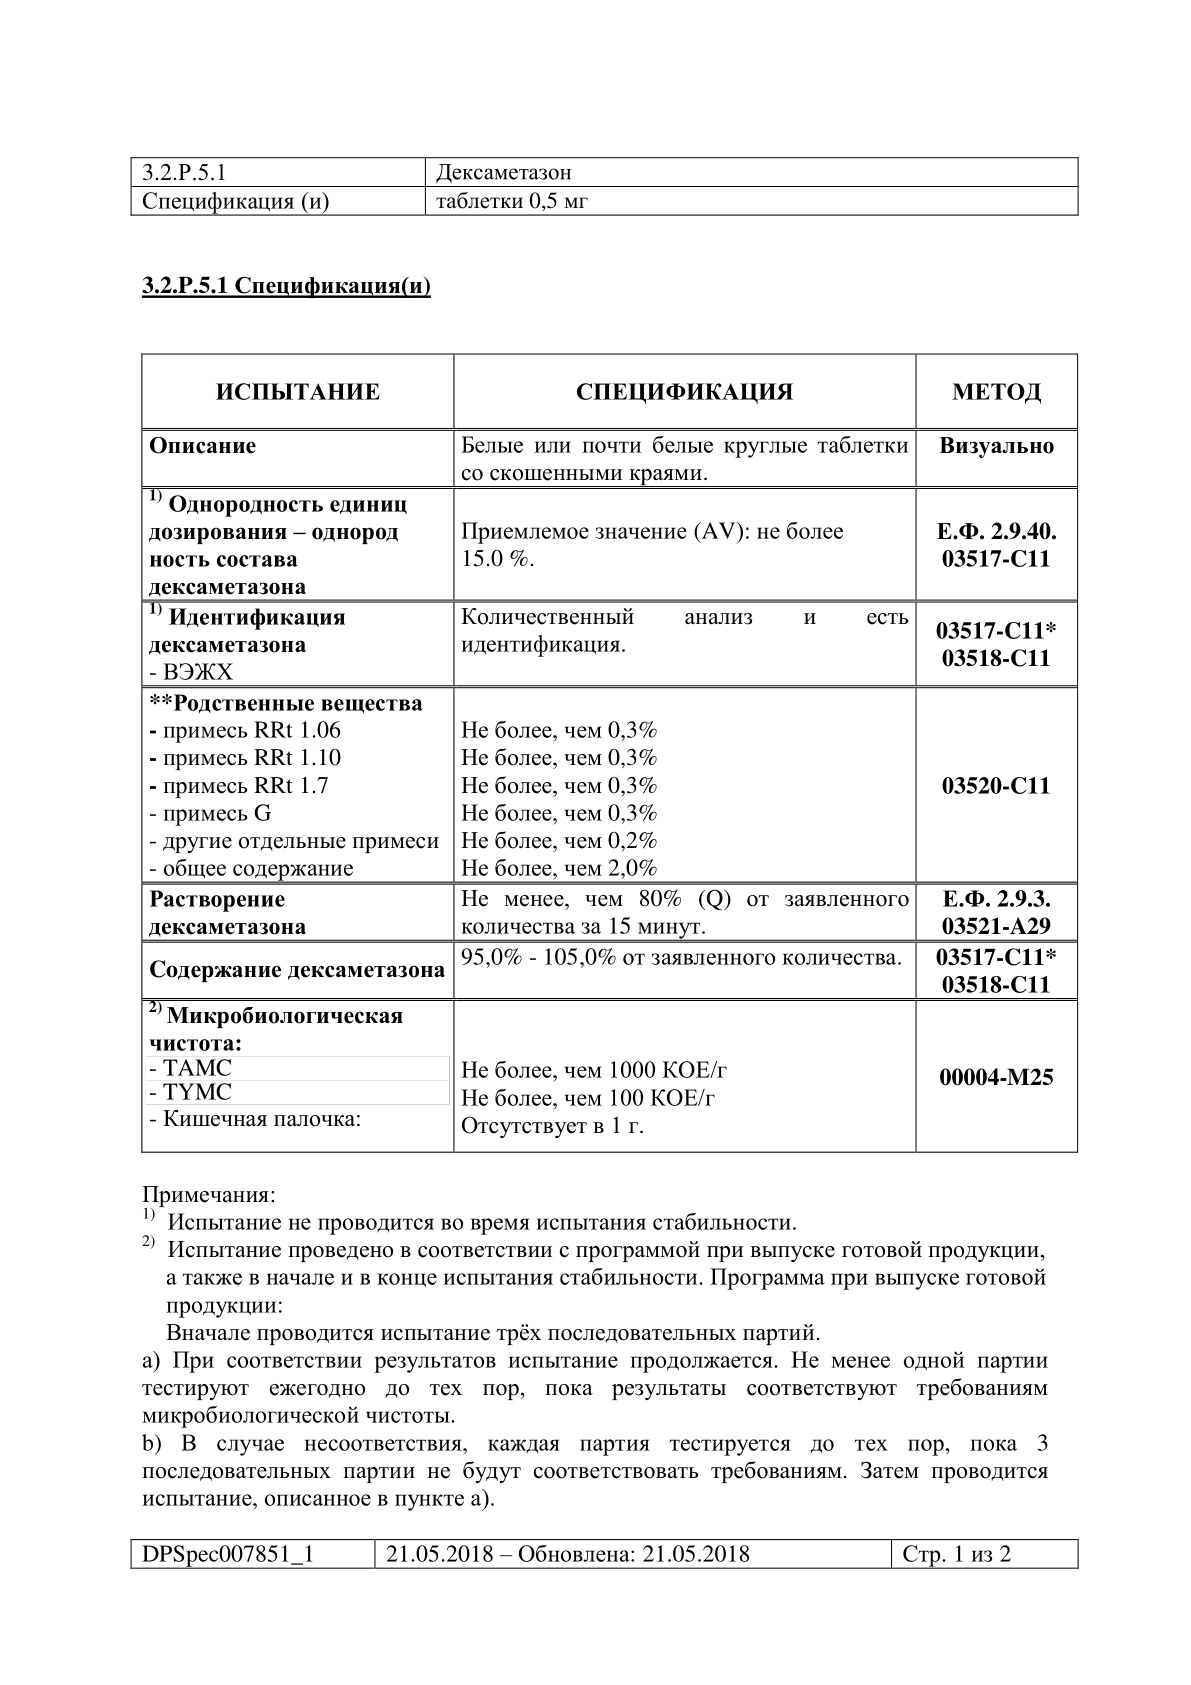 3.2.P.5.1 Дексаметазон
Спецификация (и) таблетки 0,5 мг
3.2.P.5.1 Спецификация(и)
ИСПЫТАНИЕ СПЕЦИФИКАЦИЯ МЕТОД
Описание Белые или почти белые круглые таблетки Визуально
со скошенными краями.
1) Однородность единиц
дозирования – однород Приемлемое значение (AV): не более Е.Ф. 2.9.40.
ность состава 15.0 %. 03517-C11
дексаметазона
1) Идентификация Количественный анализ и есть 03517-C11*
дексаметазона идентификация. 03518-C11
- ВЭЖХ
**Родственные вещества
- примесь RRt 1.06 Не более, чем 0,3%
- примесь RRt 1.10 Не более, чем 0,3%
- примесь RRt 1.7 Не более, чем 0,3% 03520-C11
- примесь G Не более, чем 0,3%
- другие отдельные примеси Не более, чем 0,2%
- общее содержание Не более, чем 2,0%
Растворение Не менее, чем 80% (Q) от заявленного Е.Ф. 2.9.3.
дексаметазона количества за 15 минут. 03521-A29
Содержание дексаметазона 95,0% - 105,0% от заявленного количества. 03517-C11*
03518-C11
2) Микробиологическая
чистота:
- TAMC Не более, чем 1000 КОЕ/г 00004-M25
- TYMC Не более, чем 100 КОЕ/г
- Кишечная палочка: Отсутствует в 1 г.
Примечания:
1) Испытание не проводится во время испытания стабильности.
2) Испытание проведено в соответствии с программой при выпуске готовой продукции,
а также в начале и в конце испытания стабильности. Программа при выпуске готовой
продукции:
Вначале проводится испытание трёх последовательных партий.
a) При соответствии результатов испытание продолжается. Не менее одной партии
тестируют ежегодно до тех пор, пока результаты соответствуют требованиям
микробиологической чистоты.
b) В случае несоответствия, каждая партия тестируется до тех пор, пока 3
последовательных партии не будут соответствовать требованиям. Затем проводится
испытание, описанное в пункте a).
DPSpec007851_1 21.05.2018 – Обновлена: 21.05.2018 Стр. 1 из 2